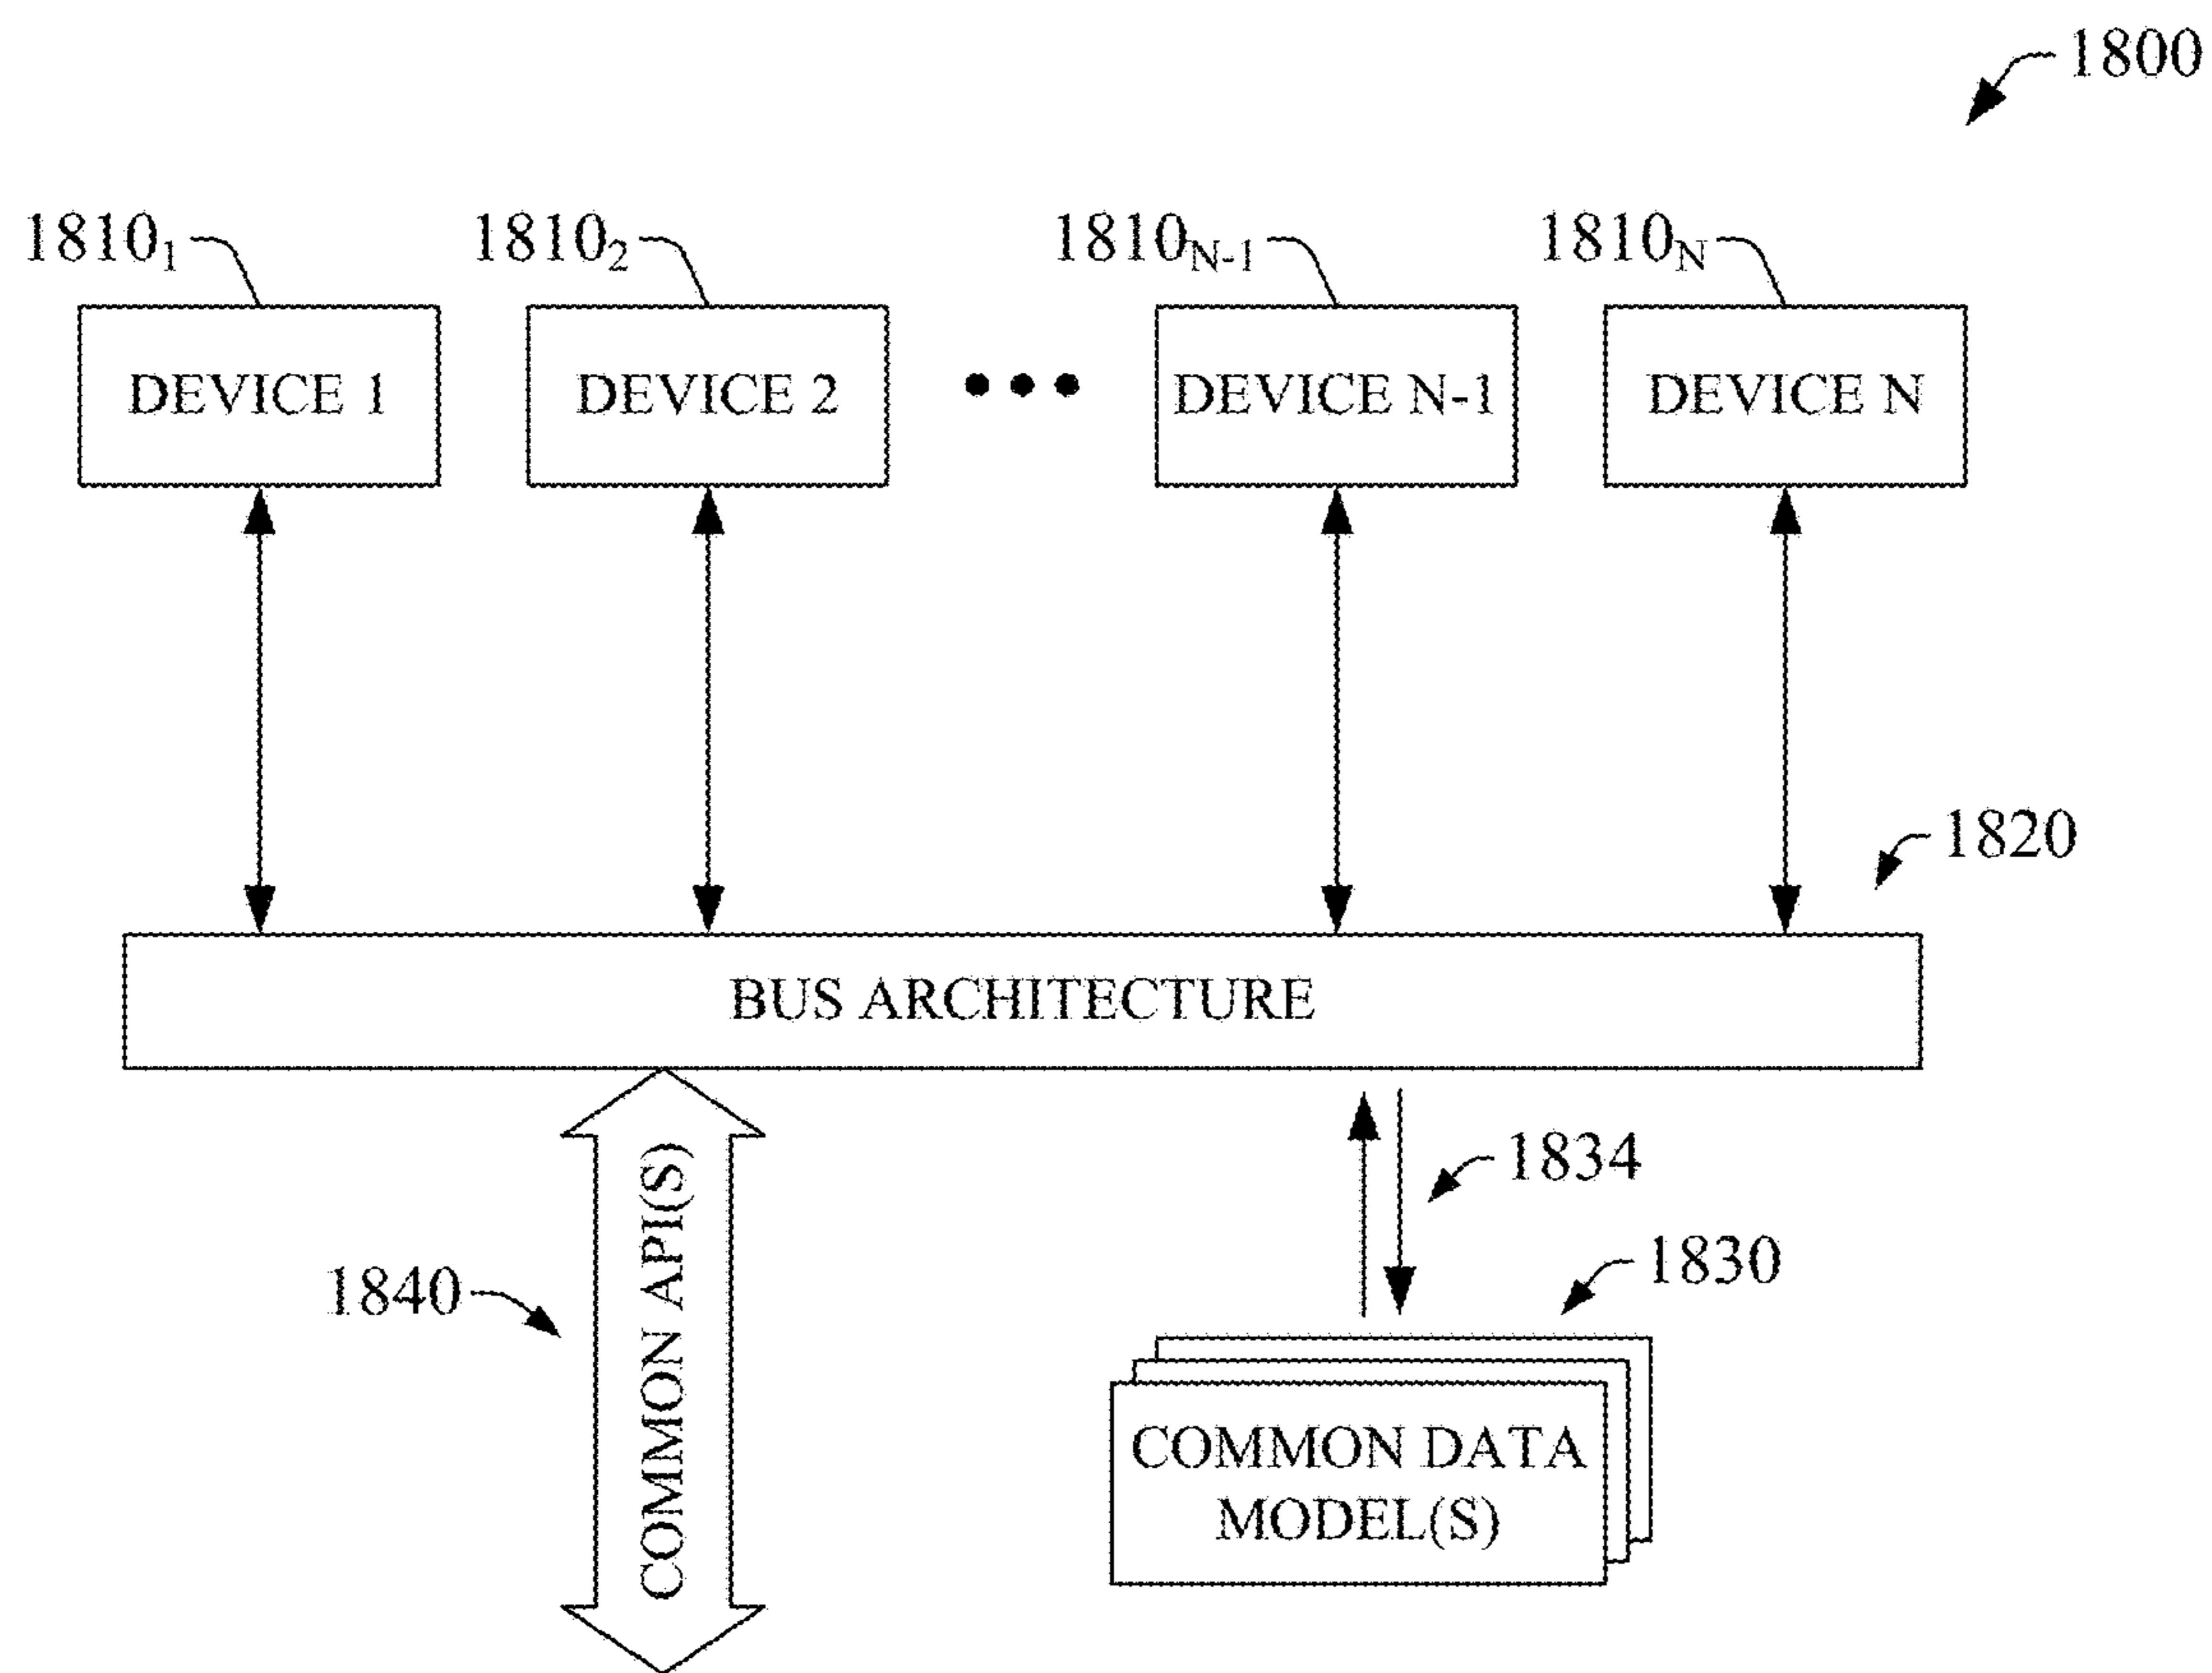 1800
1810₁
1810₂
1810N-1
1810N
DEVICE 1
DEVICE 2
DEVICE N-1
DEVICE N
1820
BUS ARCHITECTURE
COMMON API(S)
1834
1830
1840
COMMON DATA
MODEL(S)